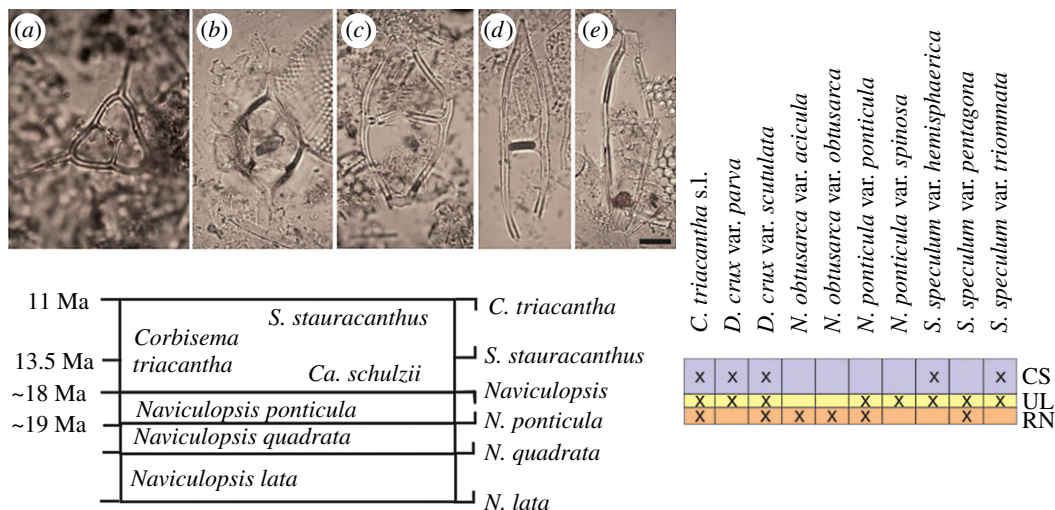 (a)
(b)
(c)
(d)
(e)
C. triacantha s.l.
D. crux var. parva
D. crux var. scutulata
N. obtusarca var. acicula
N. obtusarca var. obtusarca
N. ponticula var. ponticula
N. ponticula var. spinosa
S. speculum var. hemisphaerica
S. speculum var. pentagona
S. speculum var. triommata
x x x x x CS
x x x x x x x x UL
x x x x x x RN
11 Ma
13.5 Ma
~18 Ma
~19 Ma
S. stauracanthus
Corbisema
triacantha
Ca. schulzii
Naviculopsis ponticula
Naviculopsis quadrata
Naviculopsis lata
C. triacantha
S. stauracanthus
Naviculopsis
N. ponticula
N. quadrata
N. lata